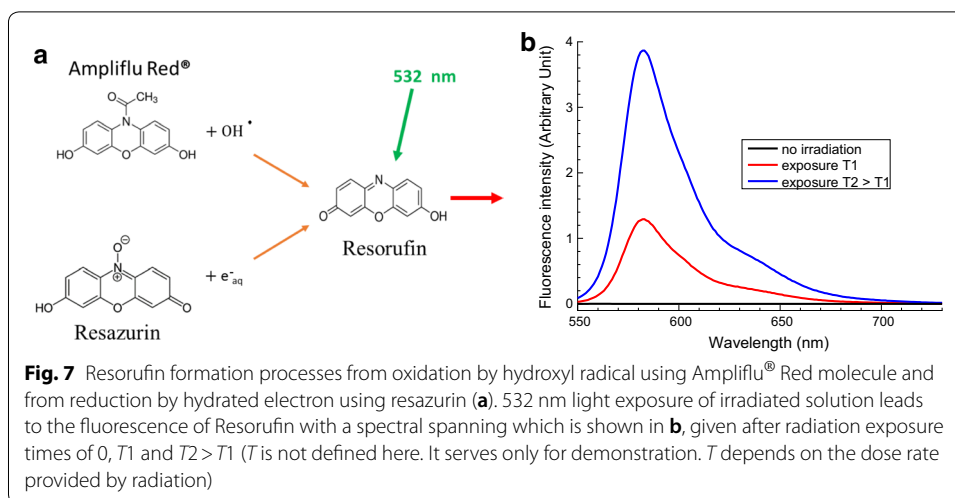 a
Ampliflu Red®
O
CH₃
N
HO
O
OH
+ OH •
532 nm
N
O
O
OH
Resorufin
O⊖
N
⊕
HO
O
O
+ e⁻aq
Resazurin
b
Fluorescence intensity (Arbitrary Unit)
4
3
2
1
0
no irradiation
exposure T1
exposure T2 > T1
550
600
650
700
Wavelength (nm)
Fig. 7 Resorufin formation processes from oxidation by hydroxyl radical using Ampliflu® Red molecule and
from reduction by hydrated electron using resazurin (a). 532 nm light exposure of irradiated solution leads
to the fluorescence of Resorufin with a spectral spanning which is shown in b, given after radiation exposure
times of 0, T1 and T2 > T1 (T is not defined here. It serves only for demonstration. T depends on the dose rate
provided by radiation)